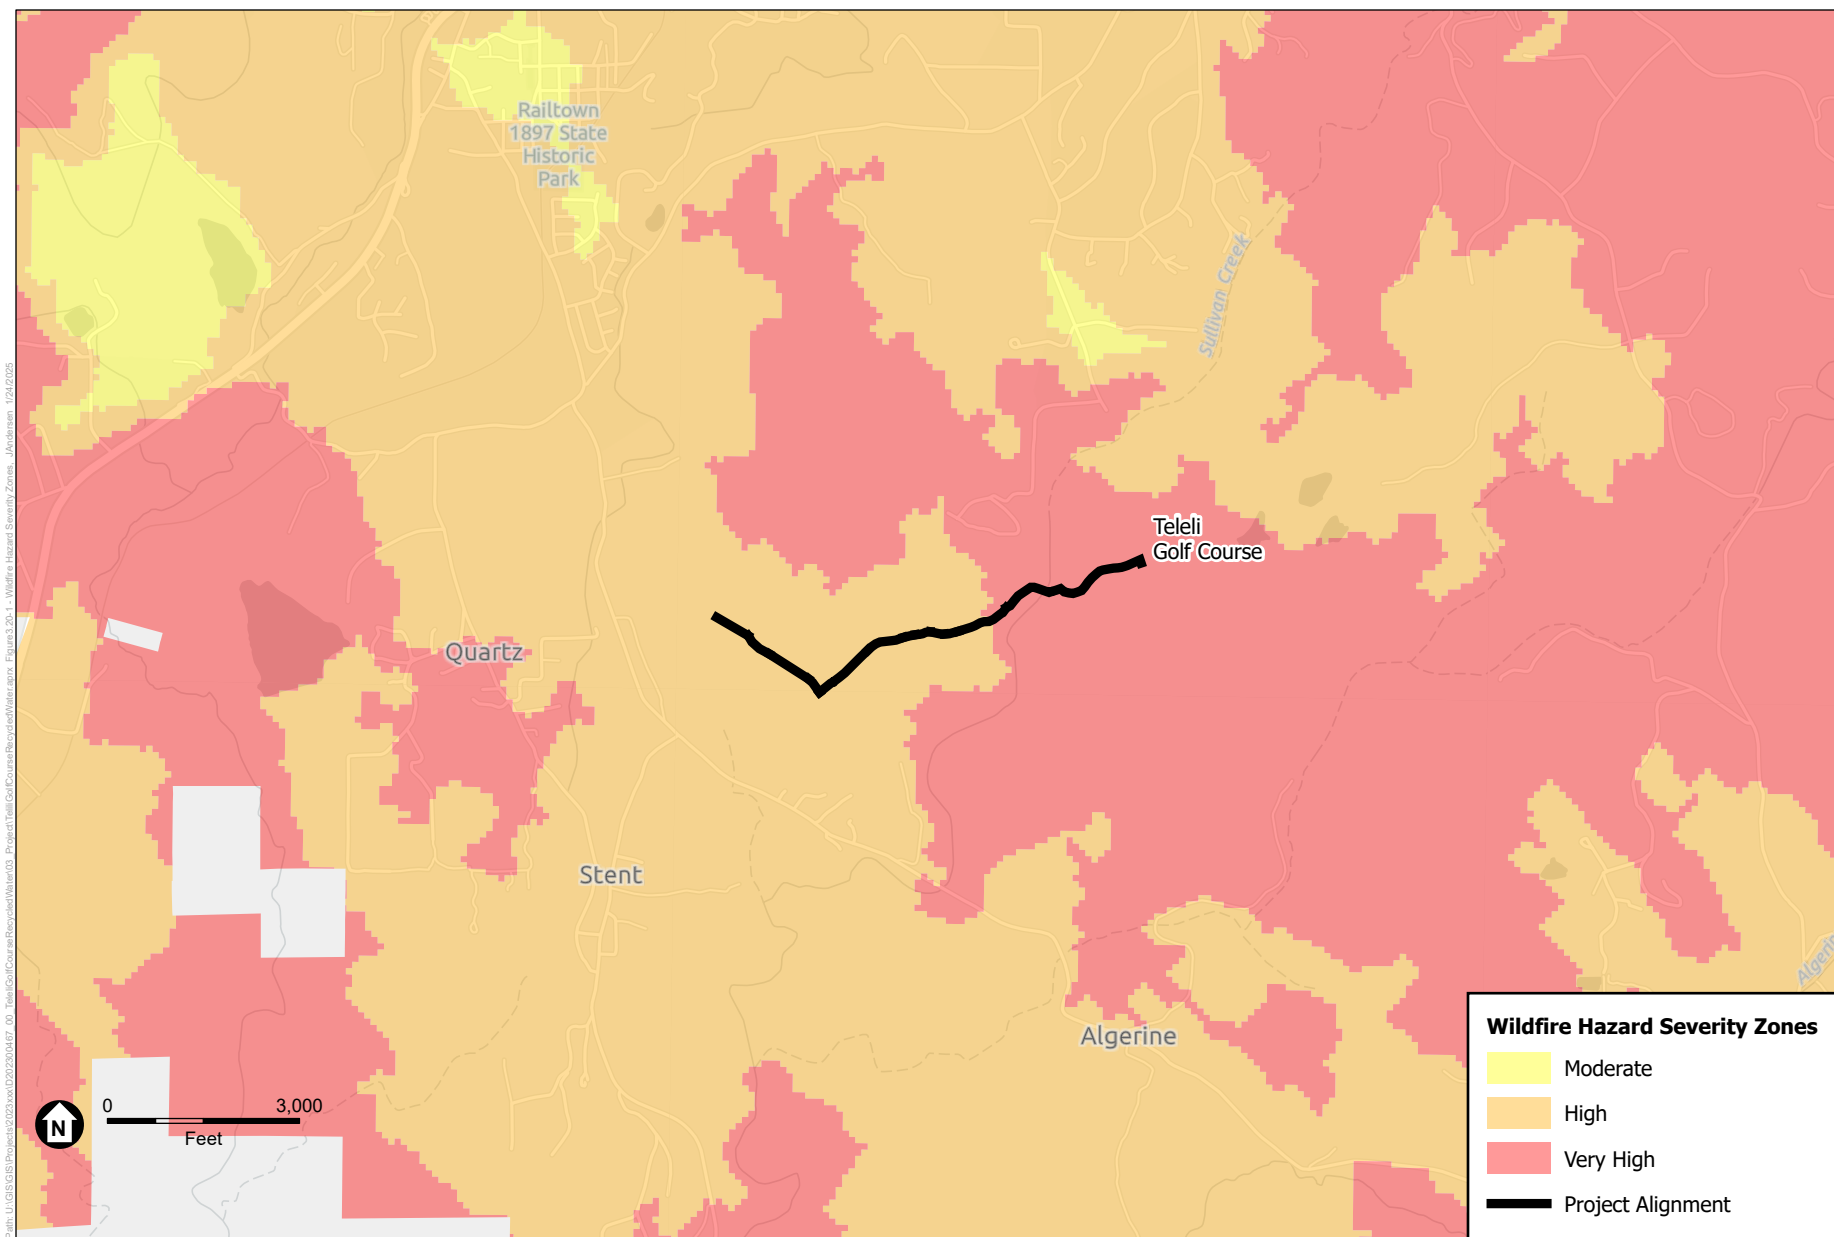 Railtown
1897 State
Historic
Park
Sullivan Creek
Teleli
Golf Course
Quartz
Stent
Algerine
Wildfire Hazard Severity Zones
Moderate
High
Very High
Project Alignment
N
0 3,000
Feet